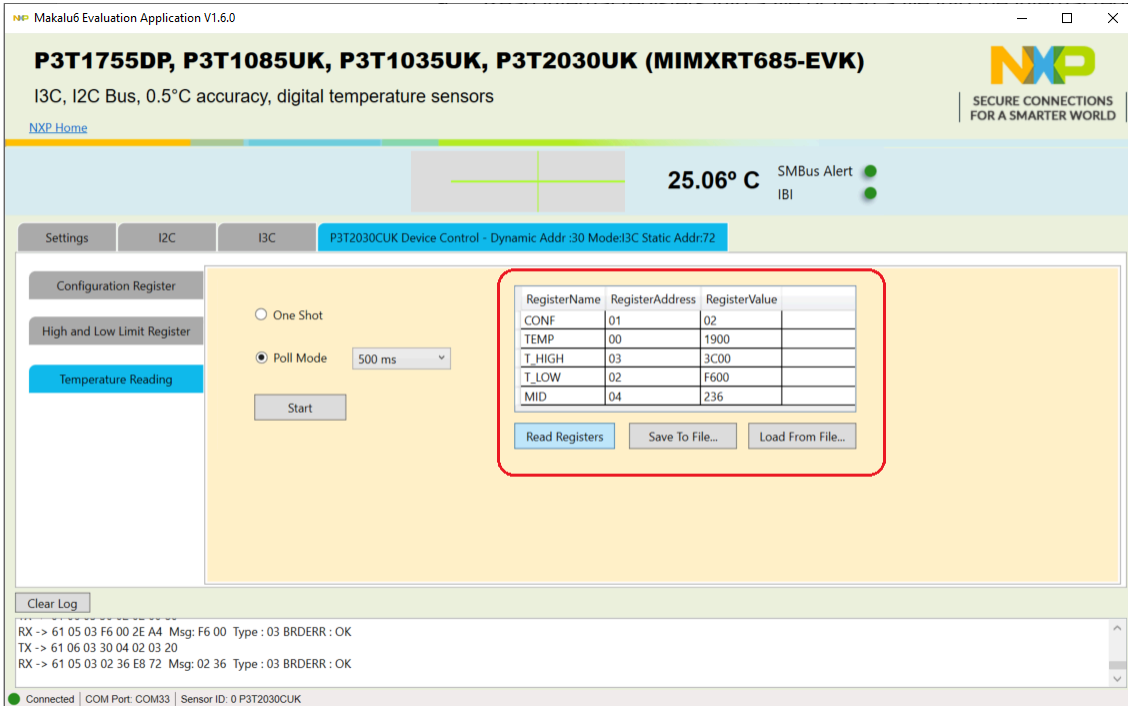 NXP Makalu6 Evaluation Application V1.6.0
P3T1755DP, P3T1085UK, P3T1035UK, P3T2030UK (MIMXRT685-EVK)
I3C, I2C Bus, 0.5°C accuracy, digital temperature sensors
NXP Home
NXP
SECURE CONNECTIONS
FOR A SMARTER WORLD
25.06º C
SMBus Alert
IBI
Settings I2C I3C P3T2030CUK Device Control - Dynamic Addr :30 Mode:I3C Static Addr:72
Configuration Register
High and Low Limit Register
Temperature Reading
One Shot
Poll Mode 500 ms
Start
RegisterName RegisterAddress RegisterValue
CONF 01 02
TEMP 00 1900
T_HIGH 03 3C00
T_LOW 02 F600
MID 04 236
Read Registers Save To File... Load From File...
Clear Log
RX -> 61 05 03 F6 00 2E A4 Msg: F6 00 Type : 03 BRDERR : OK
TX -> 61 06 03 30 04 02 03 20
RX -> 61 05 03 02 36 E8 72 Msg: 02 36 Type : 03 BRDERR : OK
Connected COM Port: COM33 Sensor ID: 0 P3T2030CUK